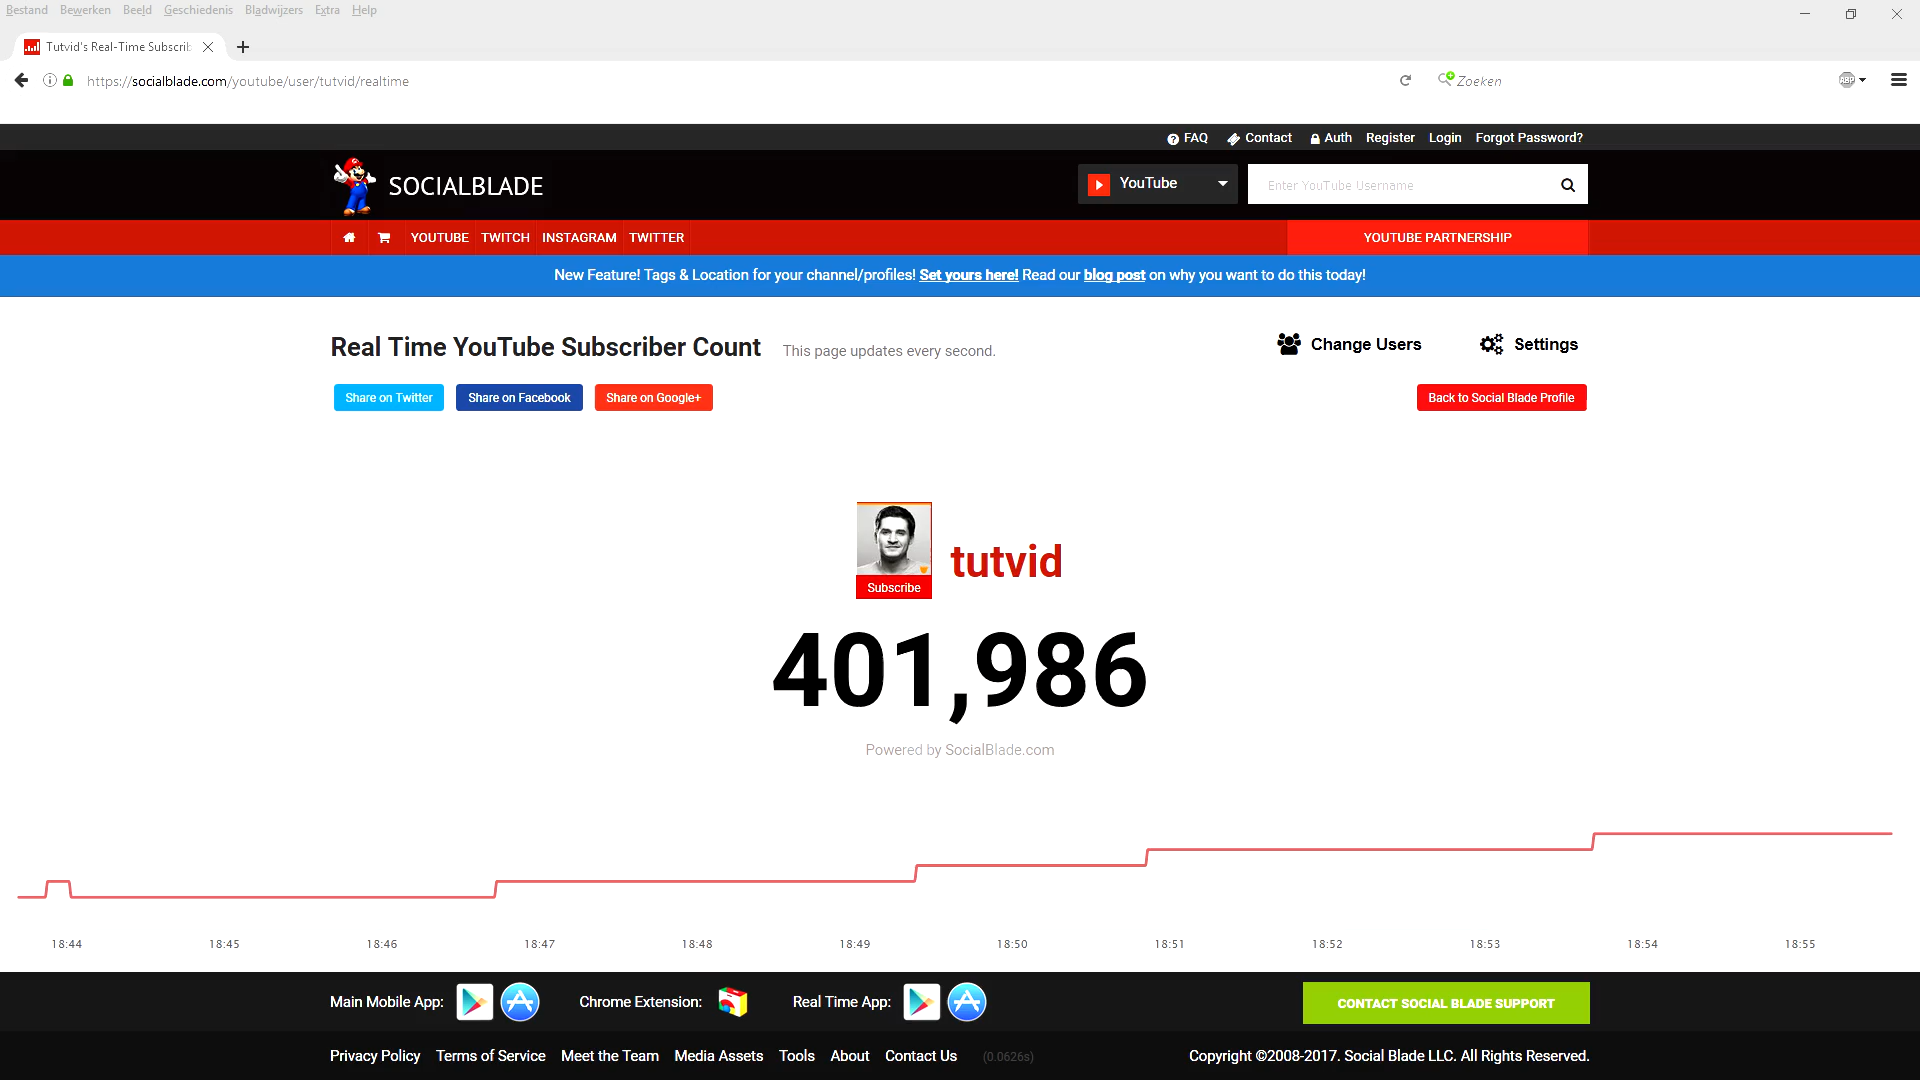 Bestand Bewerken Beeld Geschiedenis Bladwijzers Extra Help
Tutvid's Real-Time Subscrib
https://socialblade.com/youtube/user/tutvid/realtime
Zoeken
ABP
FAQ Contact Auth Register Login Forgot Password?
SOCIALBLADE
YouTube
Enter YouTube Username
YOUTUBE TWITCH INSTAGRAM TWITTER
YOUTUBE PARTNERSHIP
New Feature! Tags & Location for your channel/profiles! Set yours here! Read our blog post on why you want to do this today!
Real Time YouTube Subscriber Count This page updates every second.
Change Users Settings
Share on Twitter Share on Facebook Share on Google+
Back to Social Blade Profile
Subscribe
tutvid
401,986
Powered by SocialBlade.com
18:44 18:45 18:46 18:47 18:48 18:49 18:50 18:51 18:52 18:53 18:54 18:55
Main Mobile App: Chrome Extension: Real Time App:
CONTACT SOCIAL BLADE SUPPORT
Privacy Policy Terms of Service Meet the Team Media Assets Tools About Contact Us (0.0626s)
Copyright ©2008-2017. Social Blade LLC. All Rights Reserved.